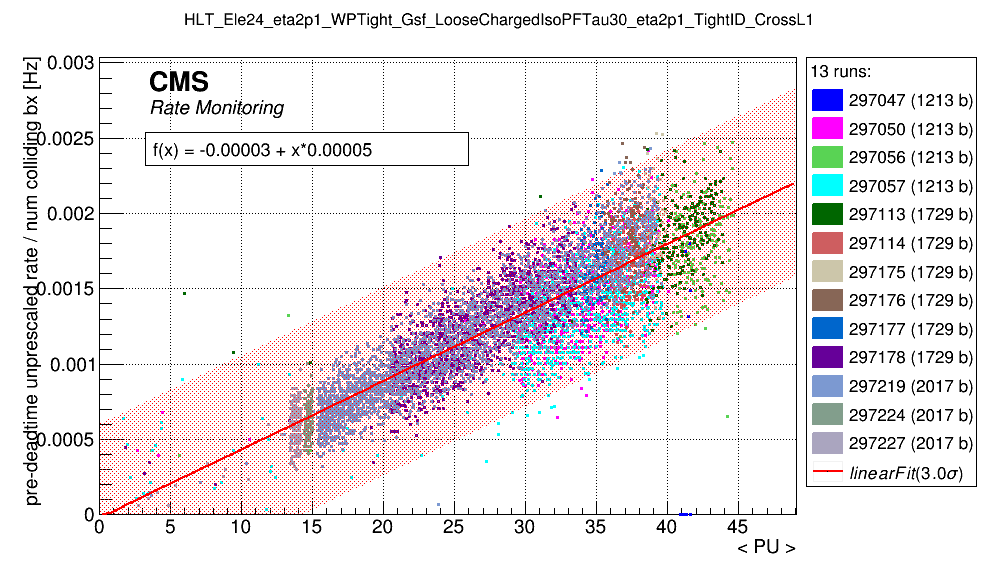 HLT_Ele24_eta2p1_WPTight_Gsf_LooseChargedIsoPFTau30_eta2p1_TightID_CrossL1
pre-deadtime unprescaled rate / num colliding bx [Hz]
0.003
0.0025
0.002
0.0015
0.001
0.0005
0
CMS
Rate Monitoring
f(x) = -0.00003 + x*0.00005
0 5 10 15 20 25 30 35 40 45
< PU >
13 runs:
297047 (1213 b)
297050 (1213 b)
297056 (1213 b)
297057 (1213 b)
297113 (1729 b)
297114 (1729 b)
297175 (1729 b)
297176 (1729 b)
297177 (1729 b)
297178 (1729 b)
297219 (2017 b)
297224 (2017 b)
297227 (2017 b)
linearFit(3.0σ)